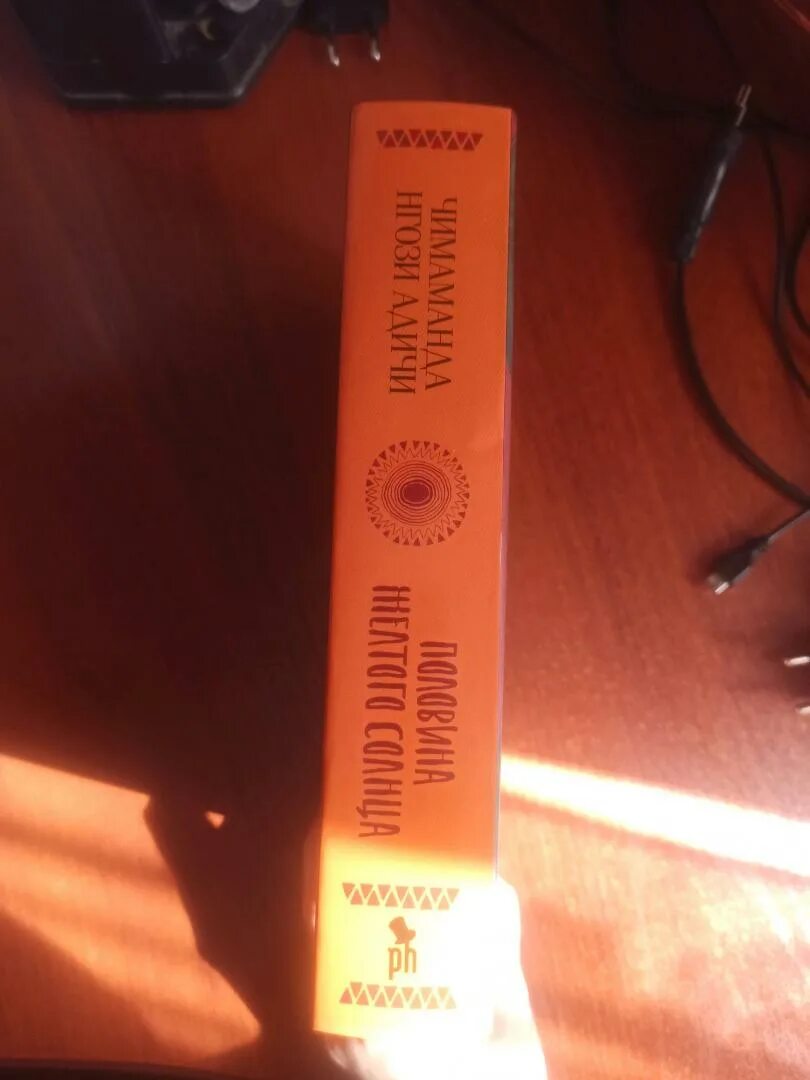 ЧИМАМАНДА
НГОЗИ АДИЧИ
ПОЛОВИНА
ЖЕЛТОГО СОЛНЦА
ph